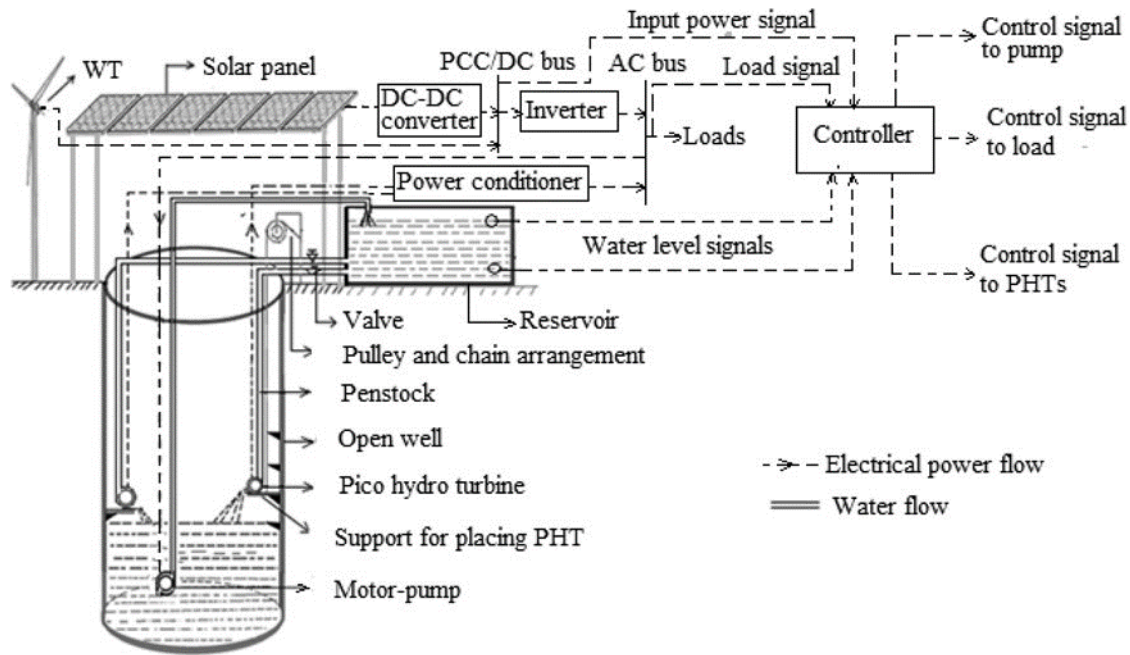 Input power signal
Control signal
to pump
WT
Solar panel
PCC/DC bus
AC bus
Load signal
DC-DC
converter
Inverter
Loads
Controller
Control signal
to load
Power conditioner
Water level signals
Control signal
to PHTs
Valve
Reservoir
Pulley and chain arrangement
Penstock
Open well
Electrical power flow
Pico hydro turbine
Water flow
Support for placing PHT
Motor-pump